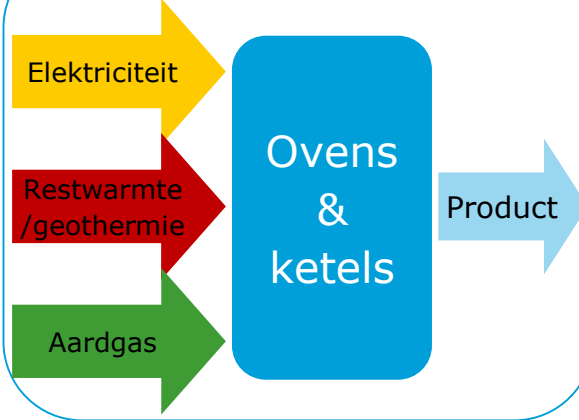 Elektriciteit
Restwarmte
/geothermie
Aardgas
Ovens
&
ketels
Product